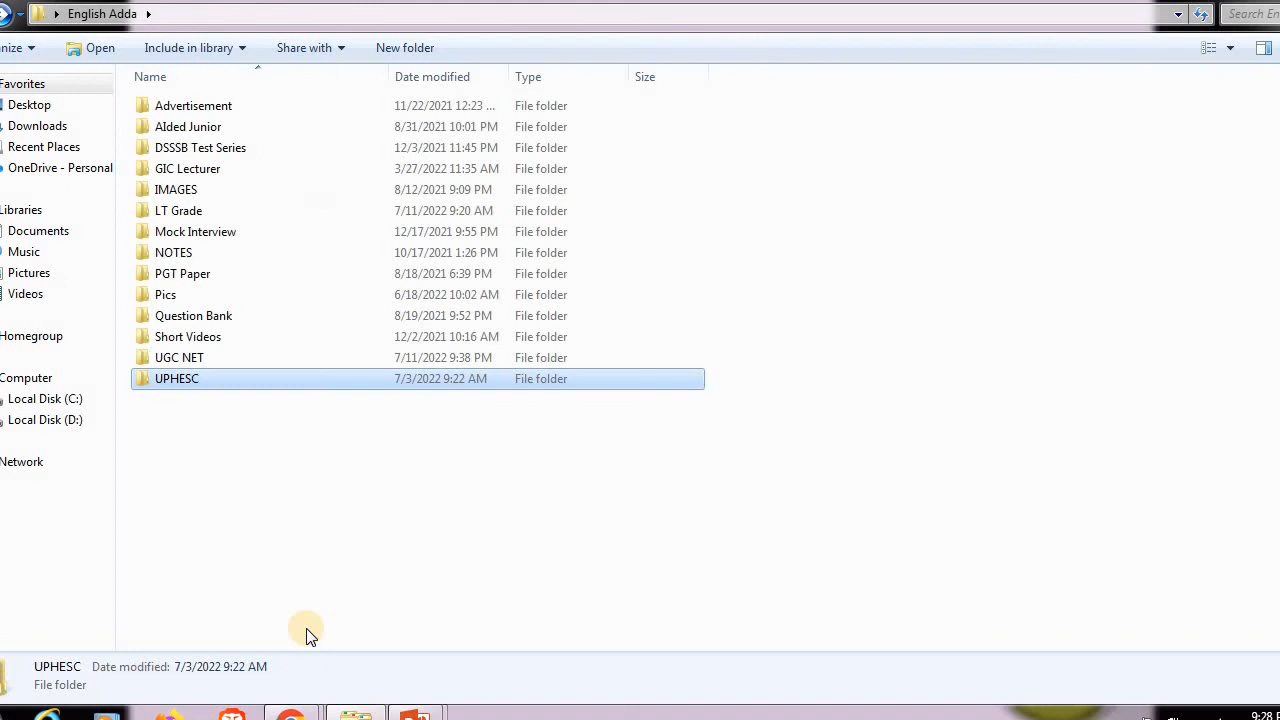 English Adda
Search En
nize
Open
Include in library
Share with
New folder
Name Date modified Type Size
Favorites
Desktop
Downloads
Recent Places
OneDrive - Personal
Libraries
Documents
Music
Pictures
Videos
Homegroup
Computer
Local Disk (C:)
Local Disk (D:)
Network
Advertisement 11/22/2021 12:23 ... File folder
AIded Junior 8/31/2021 10:01 PM File folder
DSSSB Test Series 12/3/2021 11:45 PM File folder
GIC Lecturer 3/27/2022 11:35 AM File folder
IMAGES 8/12/2021 9:09 PM File folder
LT Grade 7/11/2022 9:20 AM File folder
Mock Interview 12/17/2021 9:55 PM File folder
NOTES 10/17/2021 1:26 PM File folder
PGT Paper 8/18/2021 6:39 PM File folder
Pics 6/18/2022 10:02 AM File folder
Question Bank 8/19/2021 9:52 PM File folder
Short Videos 12/2/2021 10:16 AM File folder
UGC NET 7/11/2022 9:38 PM File folder
UPHESC 7/3/2022 9:22 AM File folder
UPHESC Date modified: 7/3/2022 9:22 AM
File folder
9:28